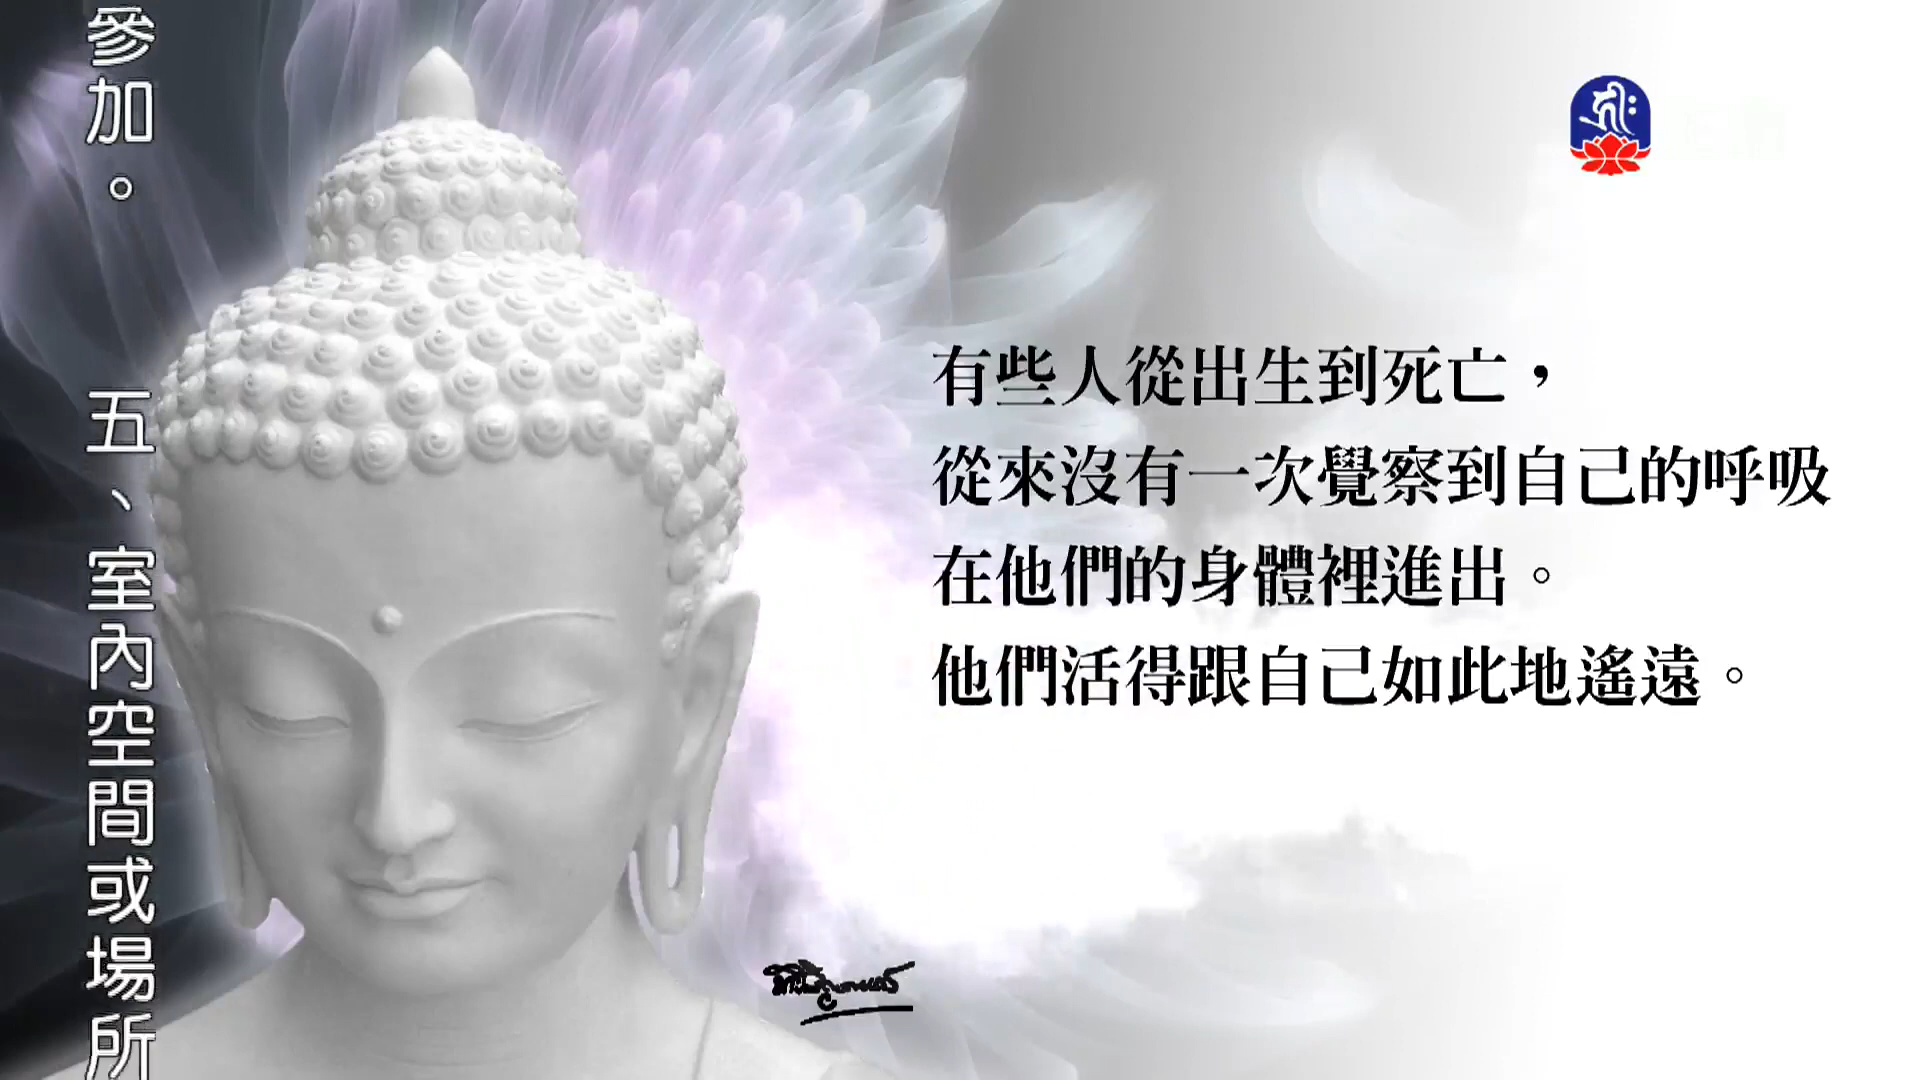 參加。 五、室內空間或場所
有些人從出生到死亡，
從來沒有一次覺察到自己的呼吸
在他們的身體裡進出。
他們活得跟自己如此地遙遠。